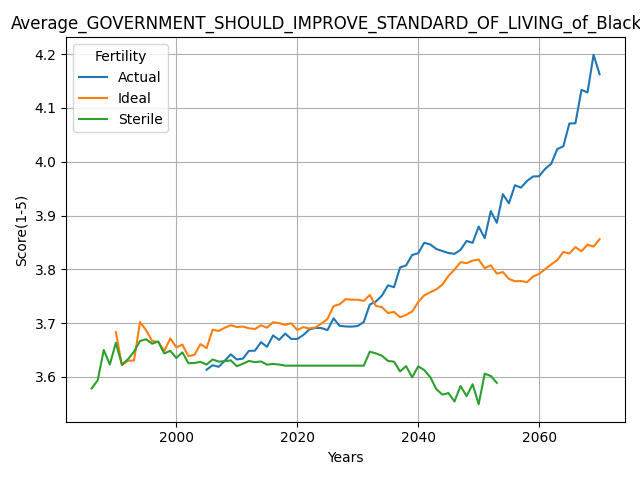 Average_GOVERNMENT_SHOULD_IMPROVE_STANDARD_OF_LIVING_of_Black
Fertility
Actual
Ideal
Sterile
4.2
4.1
4.0
3.9
3.8
3.7
3.6
Score(1-5)
2000 2020 2040 2060
Years